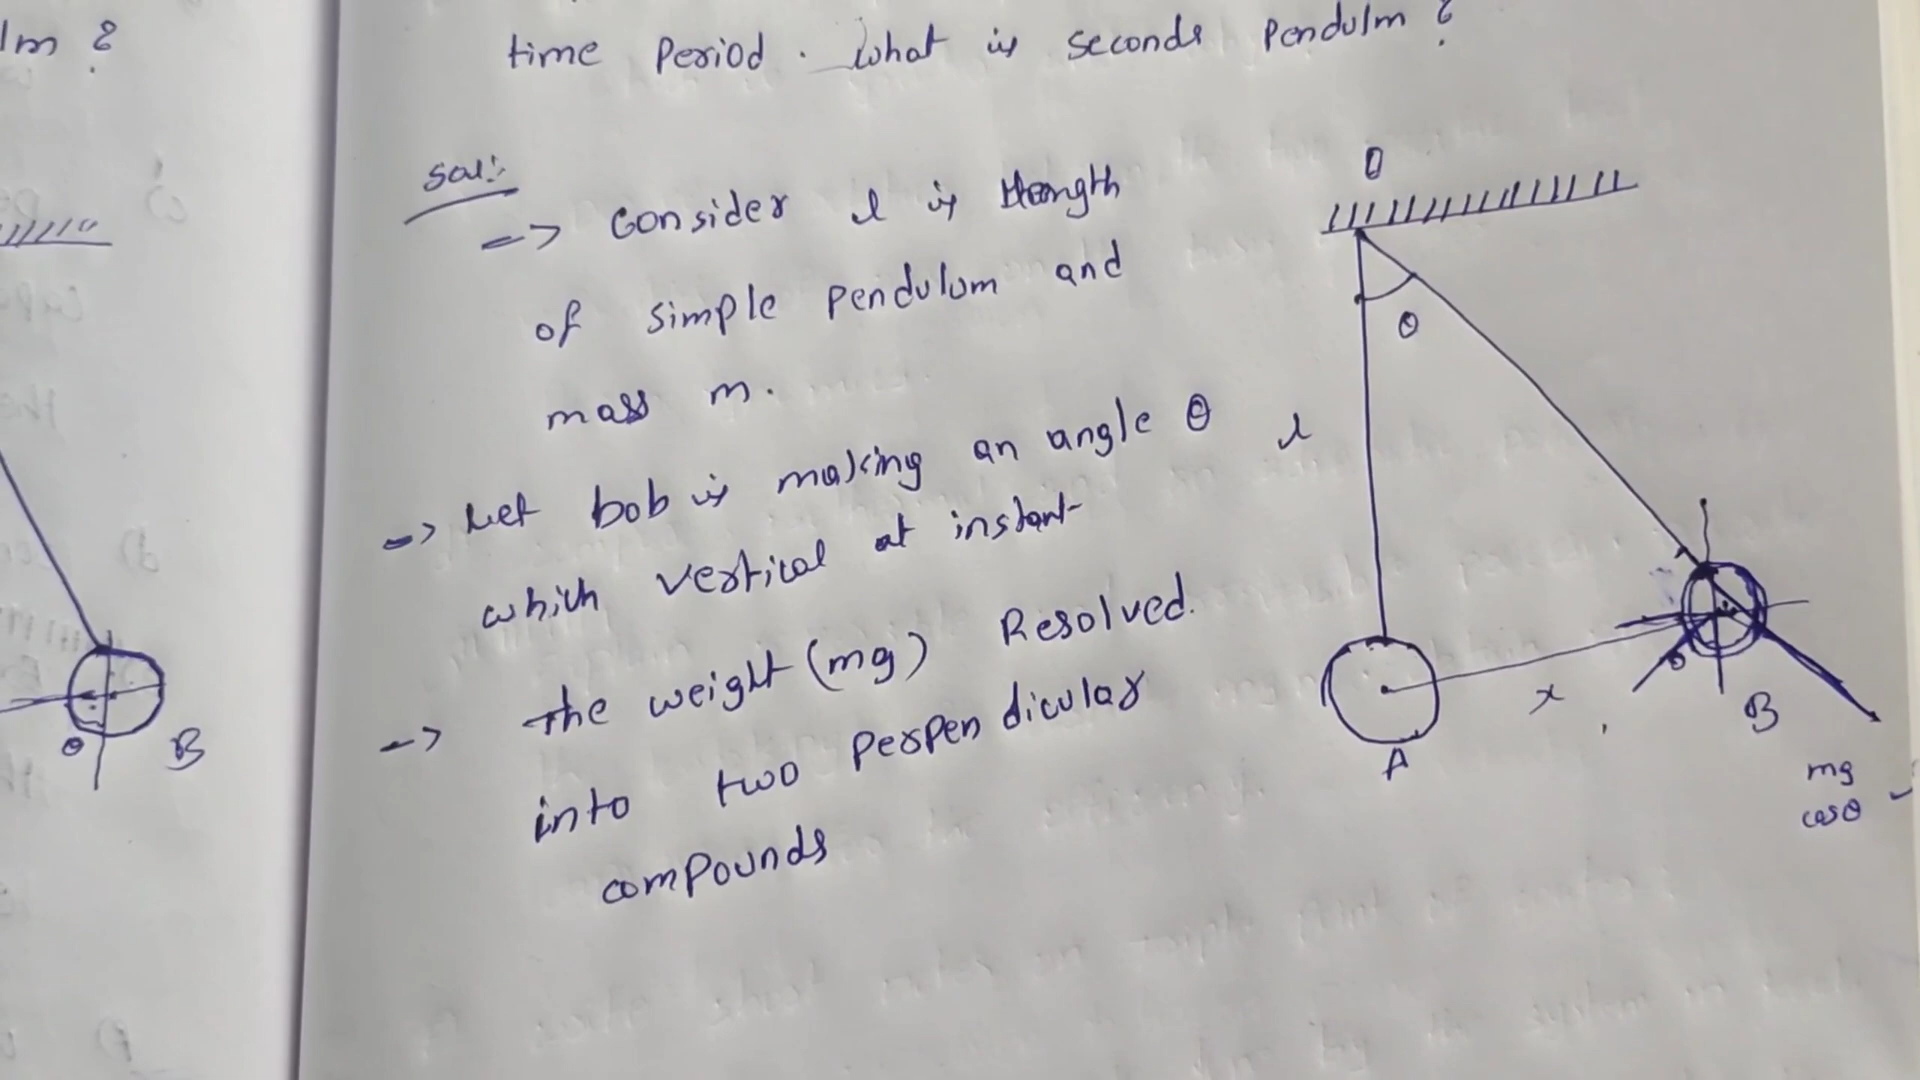 lm ?
time Period. What is seconds Pendulm ?
Sol:
-> Consider l is length
of simple Pendulum and
mass m.
-> Let bob is making an angle θ
which vertical at instant
-> the weight (mg) Resolved.
into two Perpendicular
compounds
O
θ
l
x
A
B
θ
mg
cosθ
θ
B